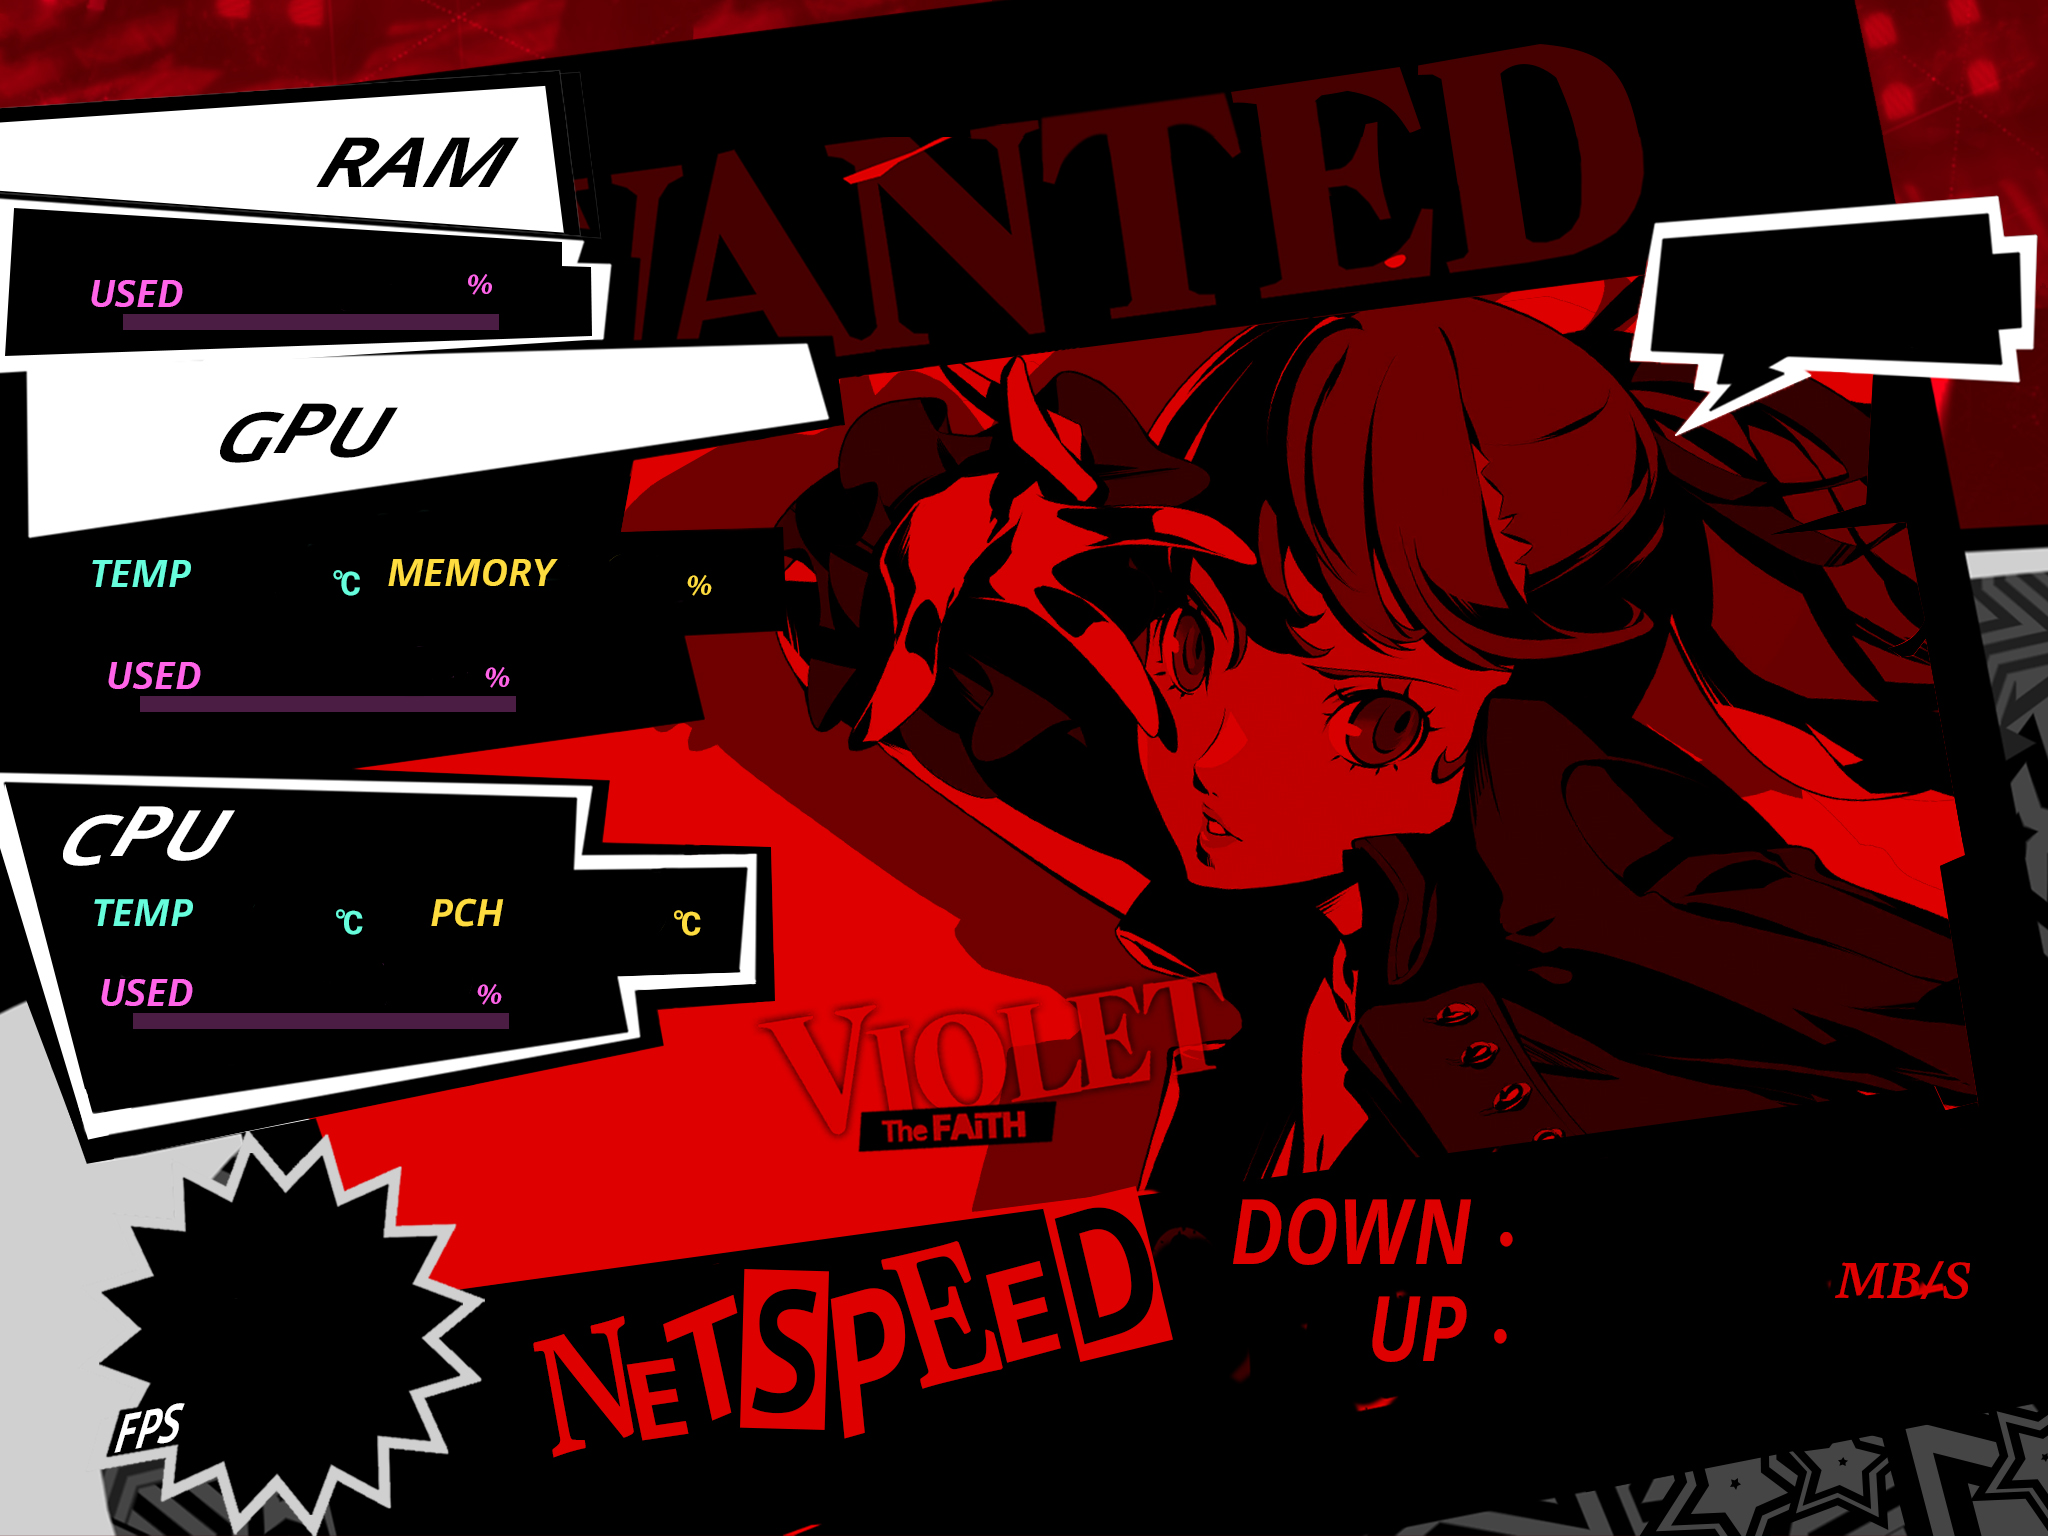 WANTED
RAM
USED %
GPU
TEMP ℃ MEMORY %
USED %
CPU
TEMP ℃ PCH ℃
USED %
VIOLET
The FAiTH
FPS
NETSPEED
DOWN :
UP :
MB/S